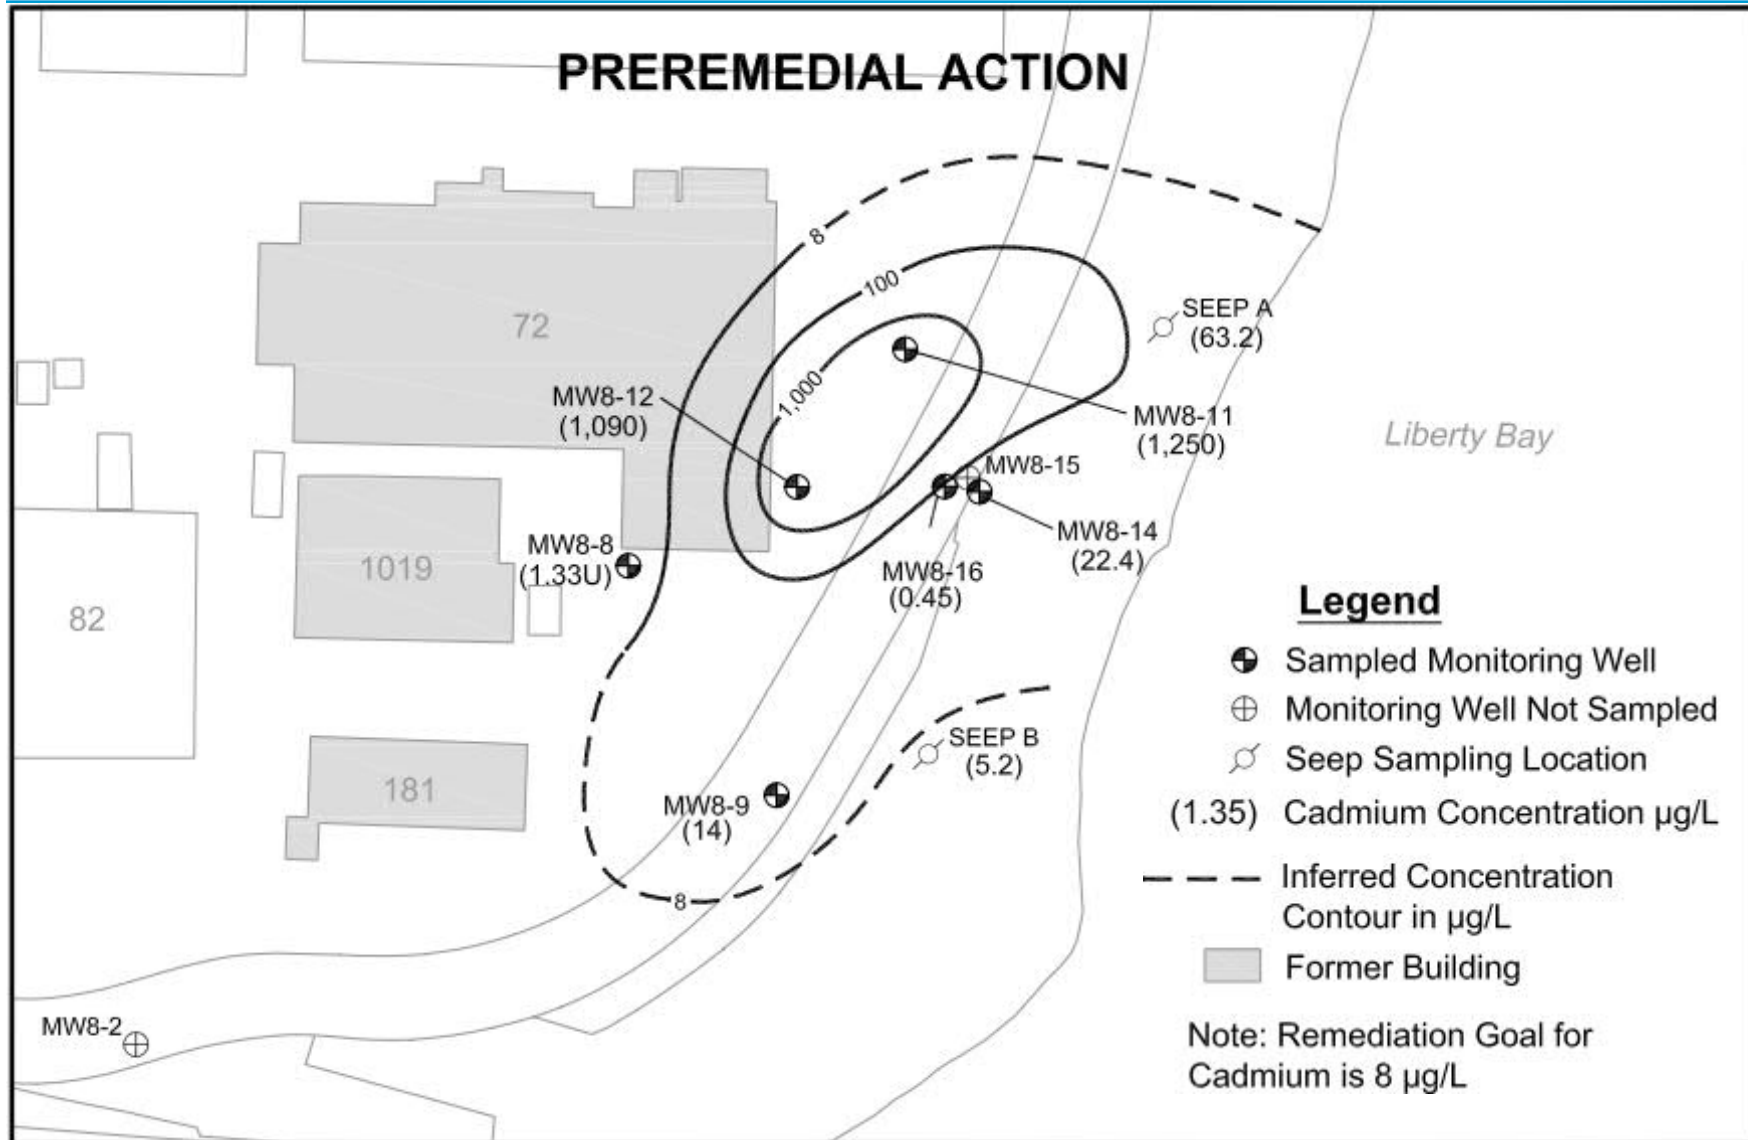 PREREMEDIAL ACTION
8
100
SEEP A
(63.2)
72
1,000
MW8-12
(1,090)
MW8-11
(1,250)
Liberty Bay
MW8-15
MW8-14
(22.4)
MW8-8
(1.33U)
MW8-16
(0.45)
1019
82
SEEP B
(5.2)
181
MW8-9
(14)
8
MW8-2
Legend
Sampled Monitoring Well
Monitoring Well Not Sampled
Seep Sampling Location
(1.35) Cadmium Concentration µg/L
Inferred Concentration
Contour in µg/L
Former Building
Note: Remediation Goal for
Cadmium is 8 µg/L